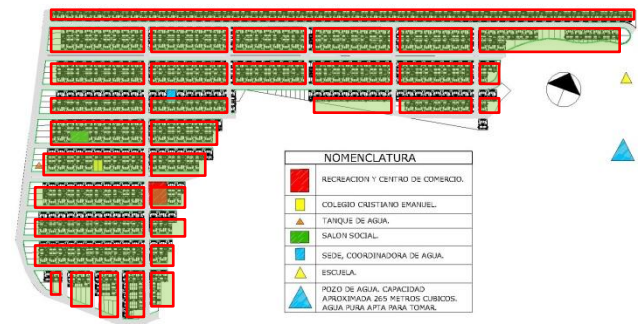 NOMENCLATURA
RECREACION Y CENTRO DE COMERCIO.
COLEGIO CRISTIANO EMANUEL.
TANQUE DE AGUA.
SALON SOCIAL.
SEDE, COORDINADORA DE AGUA.
ESCUELA.
POZO DE AGUA. CAPACIDAD
APROXIMADA 265 METROS CUBICOS.
AGUA PURA APTA PARA TOMAR.